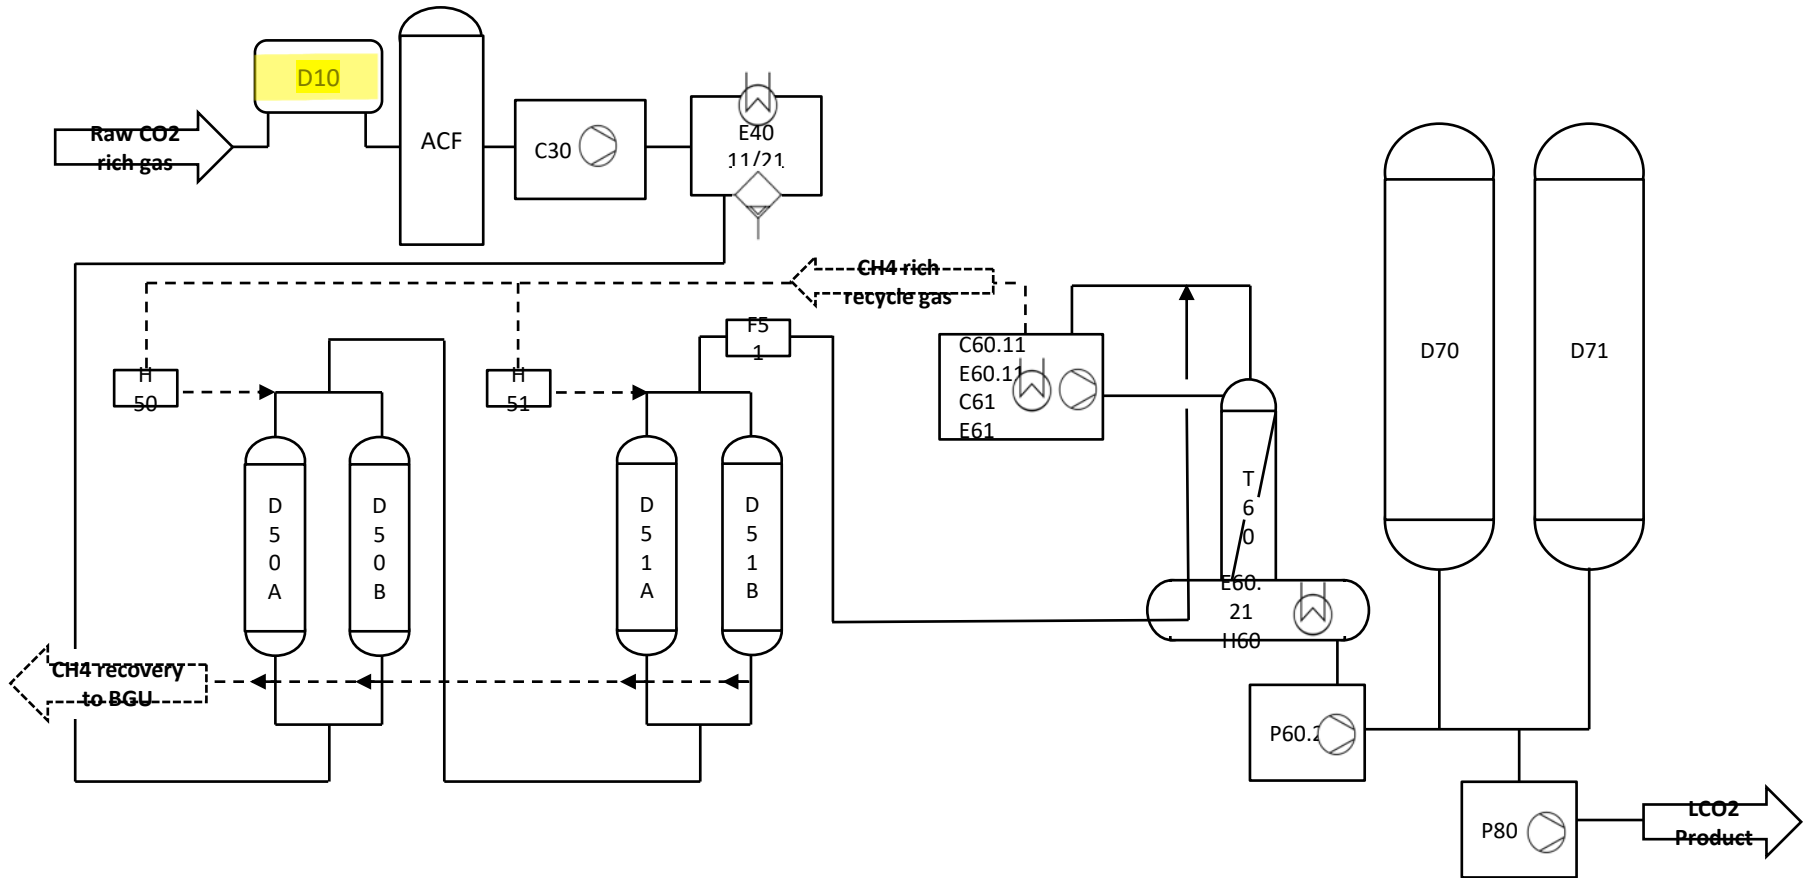 D10
ACF
Raw CO2
rich gas
C30
E40
11/21
CH4 rich
recycle gas
F5
1
H
50
H
51
C60.11
E60.11
C61
E61
D70
D71
D
5
0
A
D
5
0
B
D
5
1
A
D
5
1
B
T
6
0
E60.
21
H60
CH4 recovery
to BGU
P60.2
P80
LCO2
Product